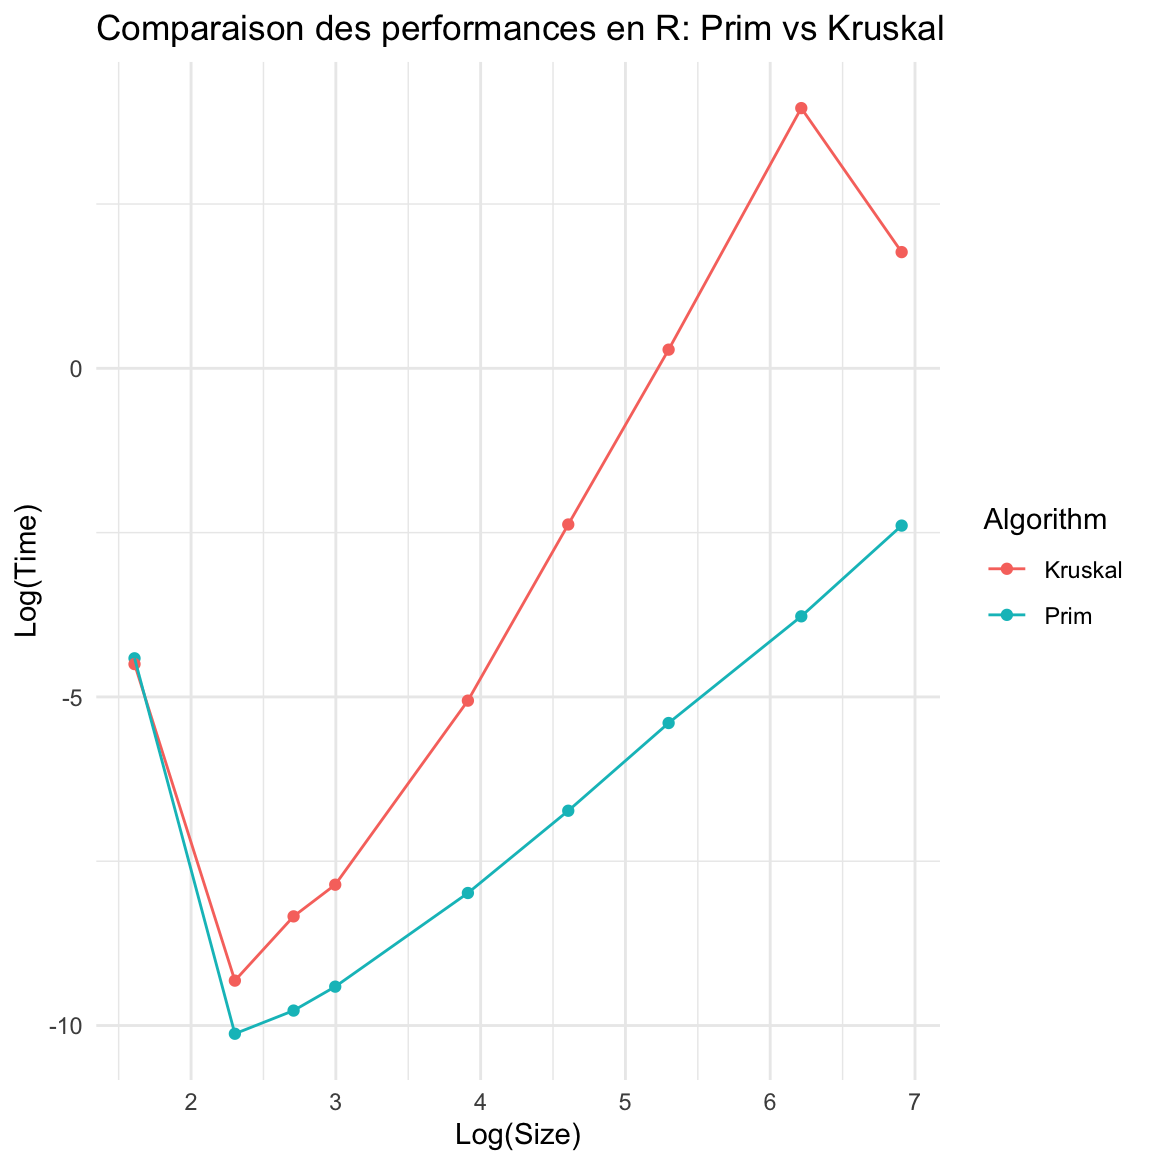 Comparaison des performances en R: Prim vs Kruskal
Log(Time)
0
-5
-10
2 3 4 5 6 7
Log(Size)
Algorithm
Kruskal
Prim